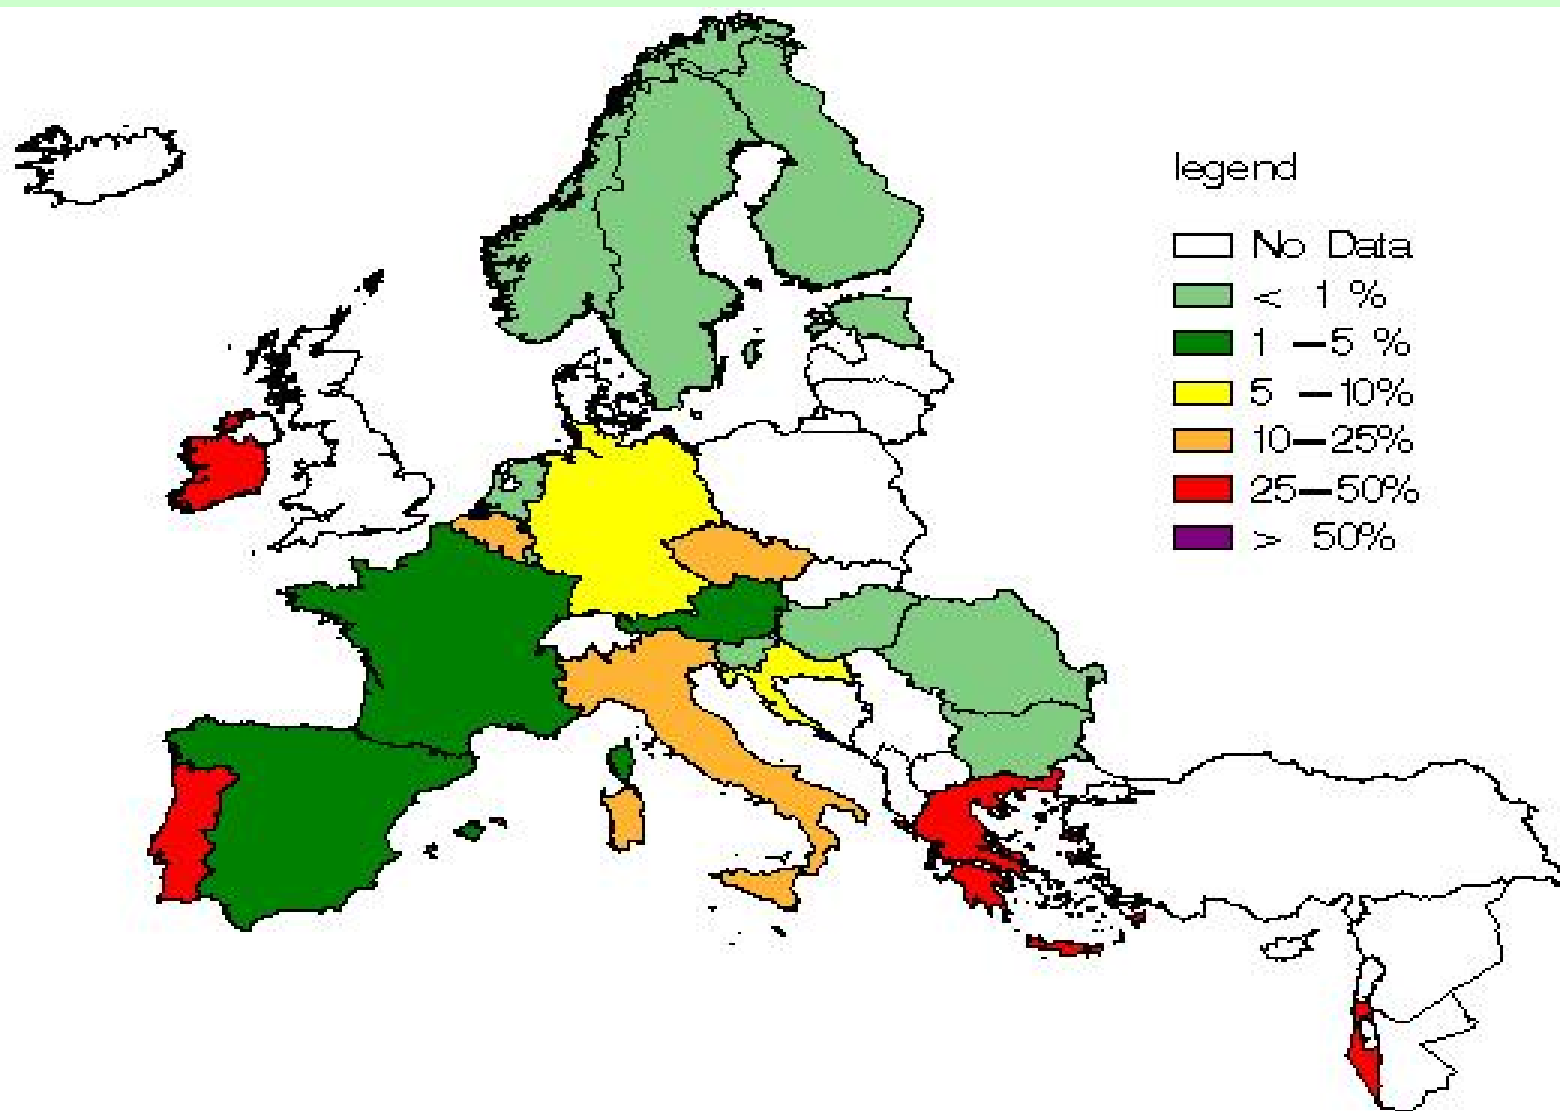 legend
No Data
< 1 %
1 –5 %
5 –10%
10–25%
25–50%
> 50%